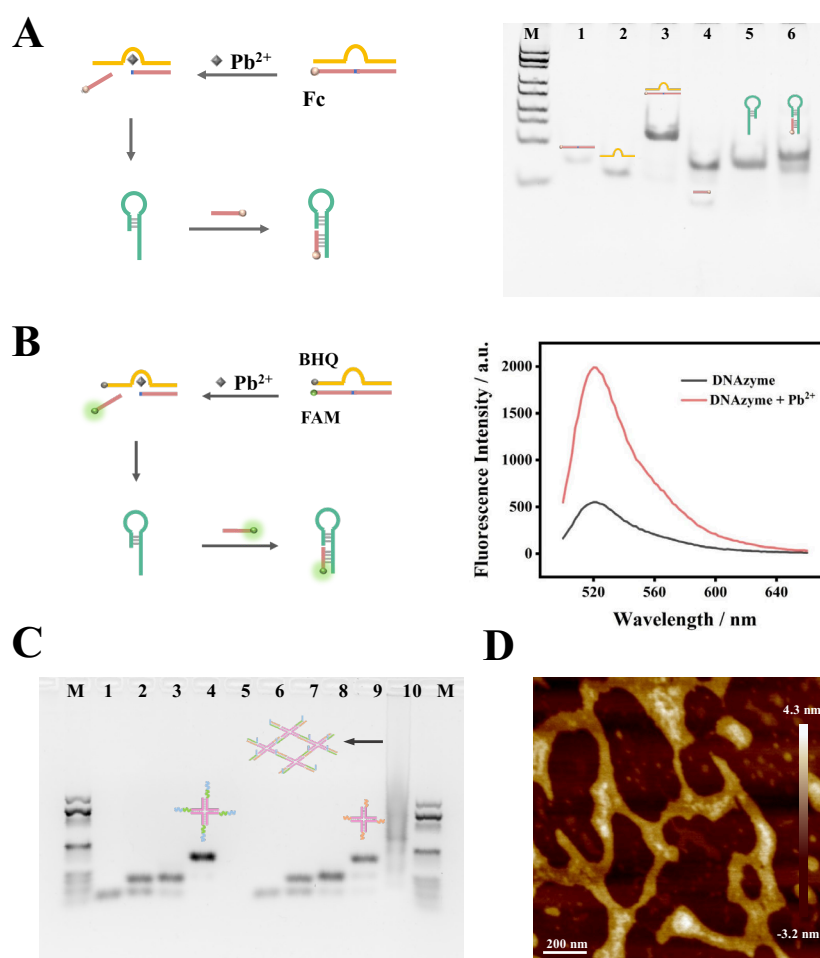 A
Pb²⁺
Fc
M 1 2 3 4 5 6
B
BHQ
Pb²⁺
FAM
Fluorescence Intensity / a.u.
2000
1500
1000
500
0
DNAzyme
DNAzyme + Pb²⁺
520 560 600 640
Wavelength / nm
C
M 1 2 3 4 5 6 7 8 9 10 M
D
4.3 nm
-3.2 nm
200 nm